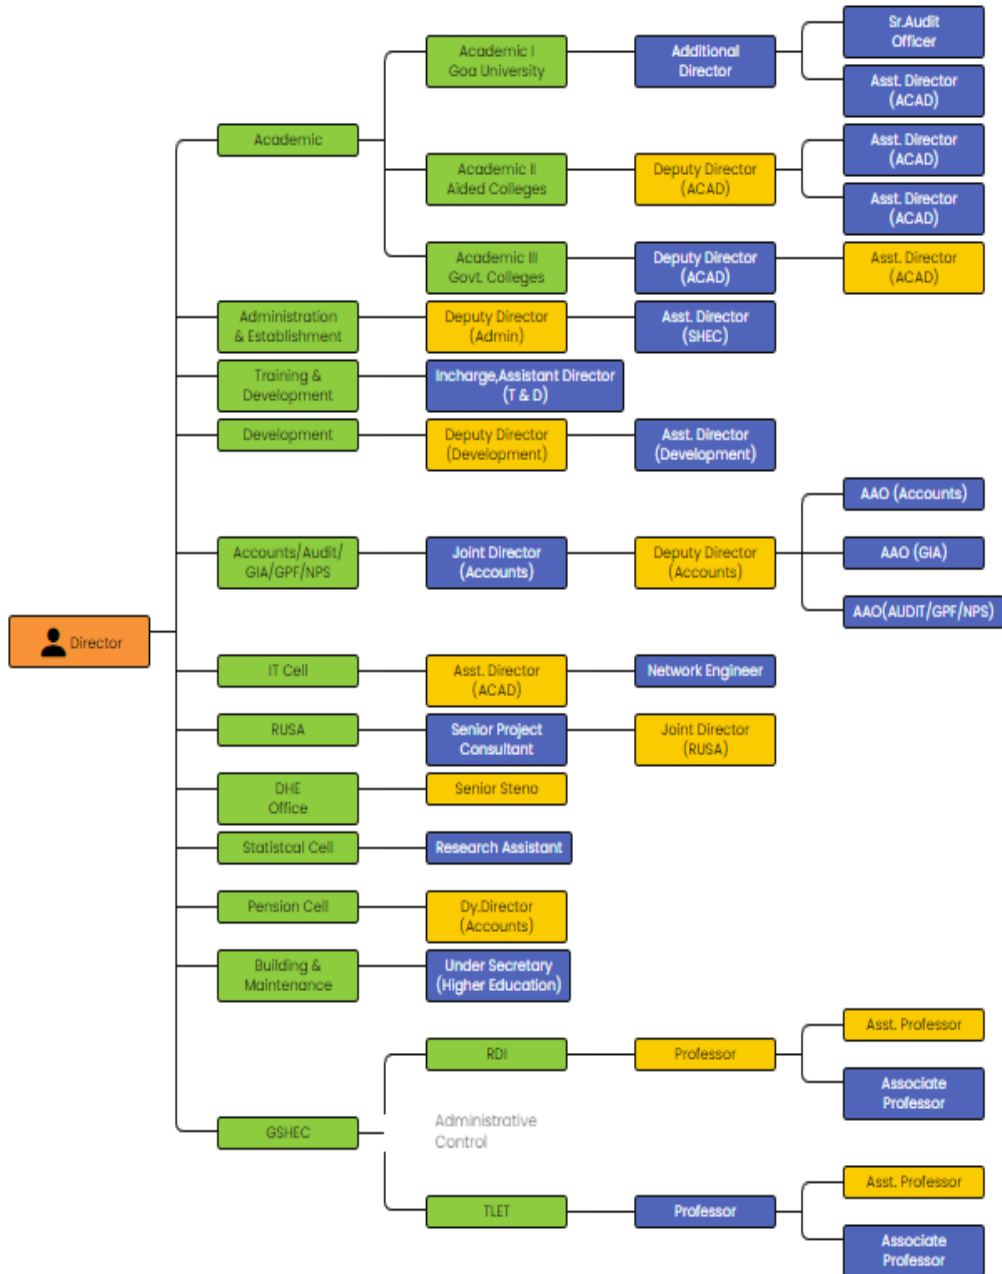 Sr.Audit
Officer
Academic I
Goa University
Additional
Director
Asst. Director
(ACAD)
Academic
Asst. Director
(ACAD)
Academic II
Aided Colleges
Deputy Director
(ACAD)
Asst. Director
(ACAD)
Academic III
Govt. Colleges
Deputy Director
(ACAD)
Asst. Director
(ACAD)
Administration
& Establishment
Deputy Director
(Admin)
Asst. Director
(SHEC)
Training &
Development
Incharge,Assistant Director
(T & D)
Development
Deputy Director
(Development)
Asst. Director
(Development)
AAO (Accounts)
Accounts/Audit/
GIA/GPF/NPS
Joint Director
(Accounts)
Deputy Director
(Accounts)
AAO (GIA)
AAO(AUDIT/GPF/NPS)
Director
IT Cell
Asst. Director
(ACAD)
Network Engineer
RUSA
Senior Project
Consultant
Joint Director
(RUSA)
DHE
Office
Senior Steno
Statistcal Cell
Research Assistant
Pension Cell
Dy.Director
(Accounts)
Building &
Maintenance
Under Secretary
(Higher Education)
Asst. Professor
RDI
Professor
Associate
Professor
GSHEC
Administrative
Control
Asst. Professor
TLET
Professor
Associate
Professor